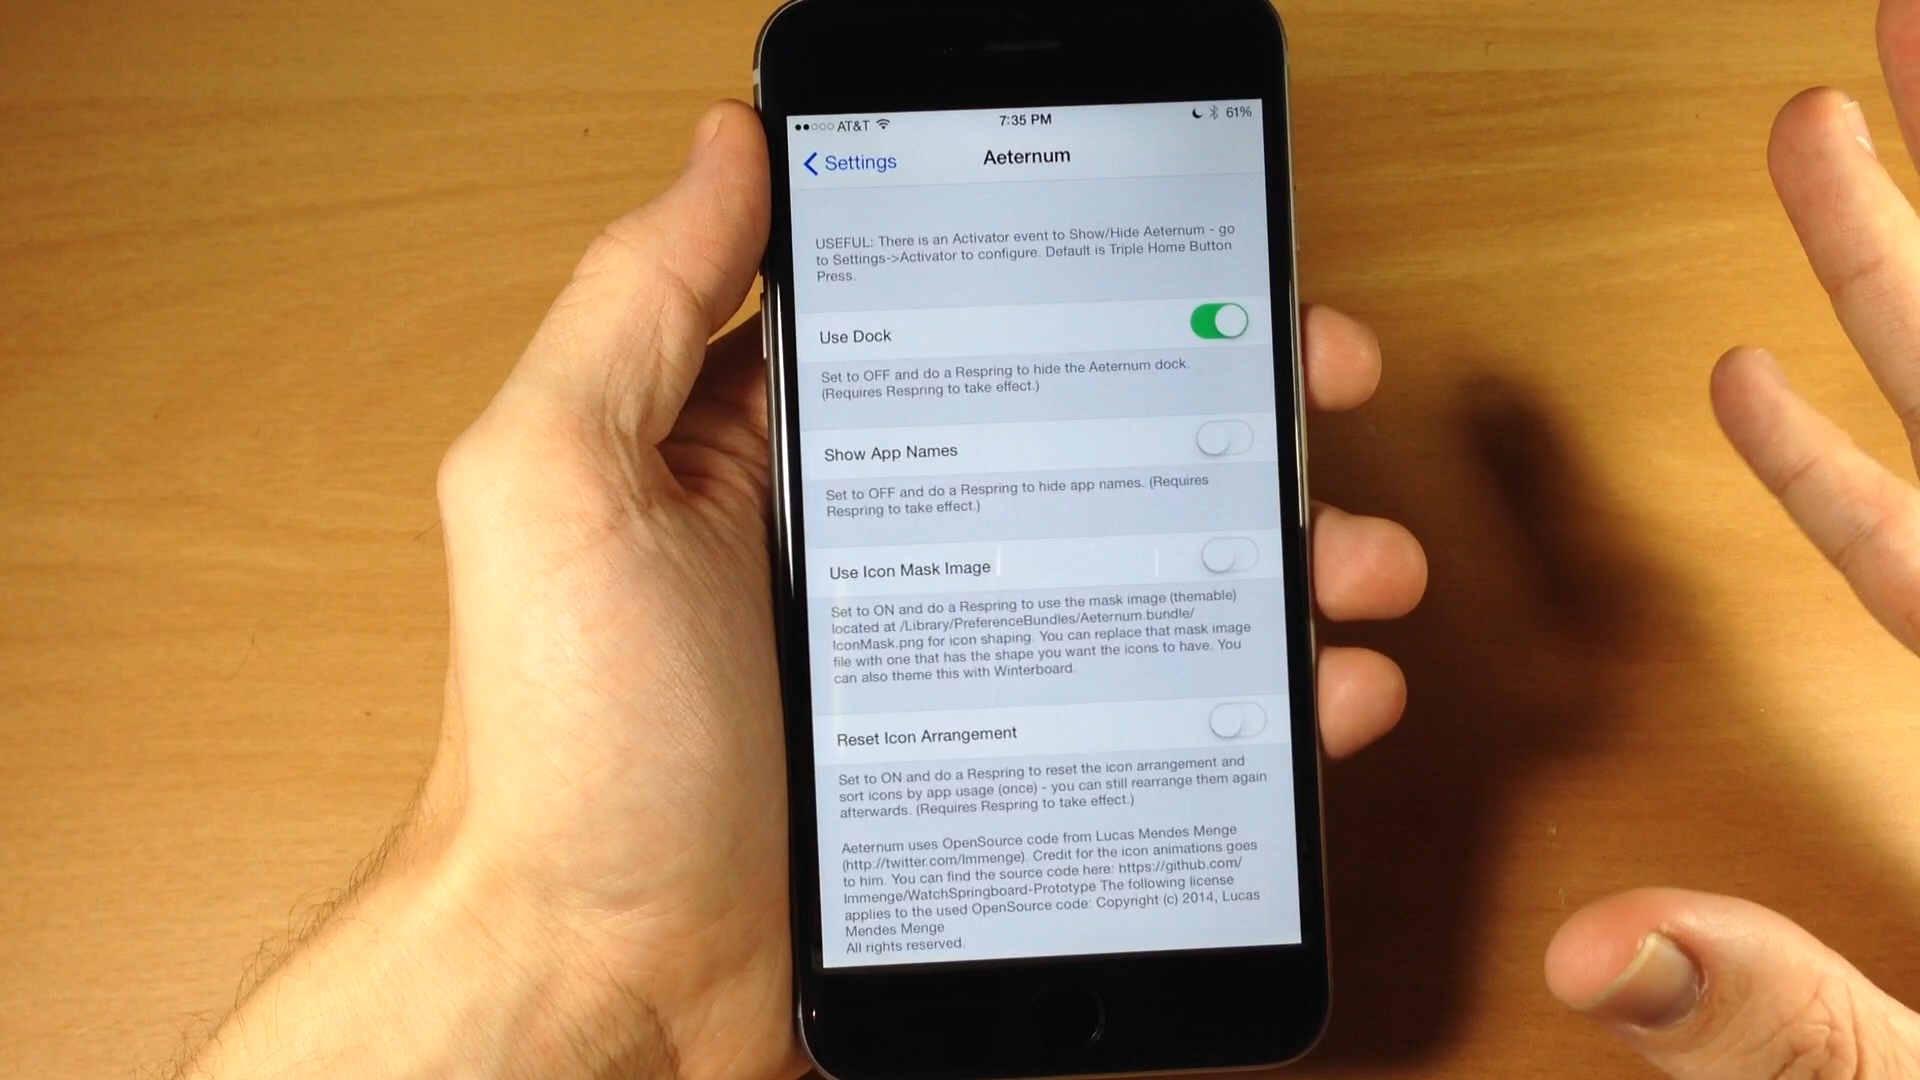 AT&T 7:35 PM 61%
Settings Aeternum
USEFUL: There is an Activator event to Show/Hide Aeternum - go
to Settings->Activator to configure. Default is Triple Home Button
Press.
Use Dock
Set to OFF and do a Respring to hide the Aeternum dock.
(Requires Respring to take effect.)
Show App Names
Set to OFF and do a Respring to hide app names. (Requires
Respring to take effect.)
Use Icon Mask Image
Set to ON and do a Respring to use the mask image (themable)
located at /Library/PreferenceBundles/Aeternum.bundle/
IconMask.png for icon shaping. You can replace that mask image
file with one that has the shape you want the icons to have. You
can also theme this with Winterboard.
Reset Icon Arrangement
Set to ON and do a Respring to reset the icon arrangement and
sort icons by app usage (once) - you can still rearrange them again
afterwards. (Requires Respring to take effect.)
Aeternum uses OpenSource code from Lucas Mendes Menge
(http://twitter.com/lmmenge). Credit for the icon animations goes
to him. You can find the source code here: https://github.com/
lmmenge/WatchSpringboard-Prototype The following license
applies to the used OpenSource code: Copyright (c) 2014, Lucas
Mendes Menge
All rights reserved.